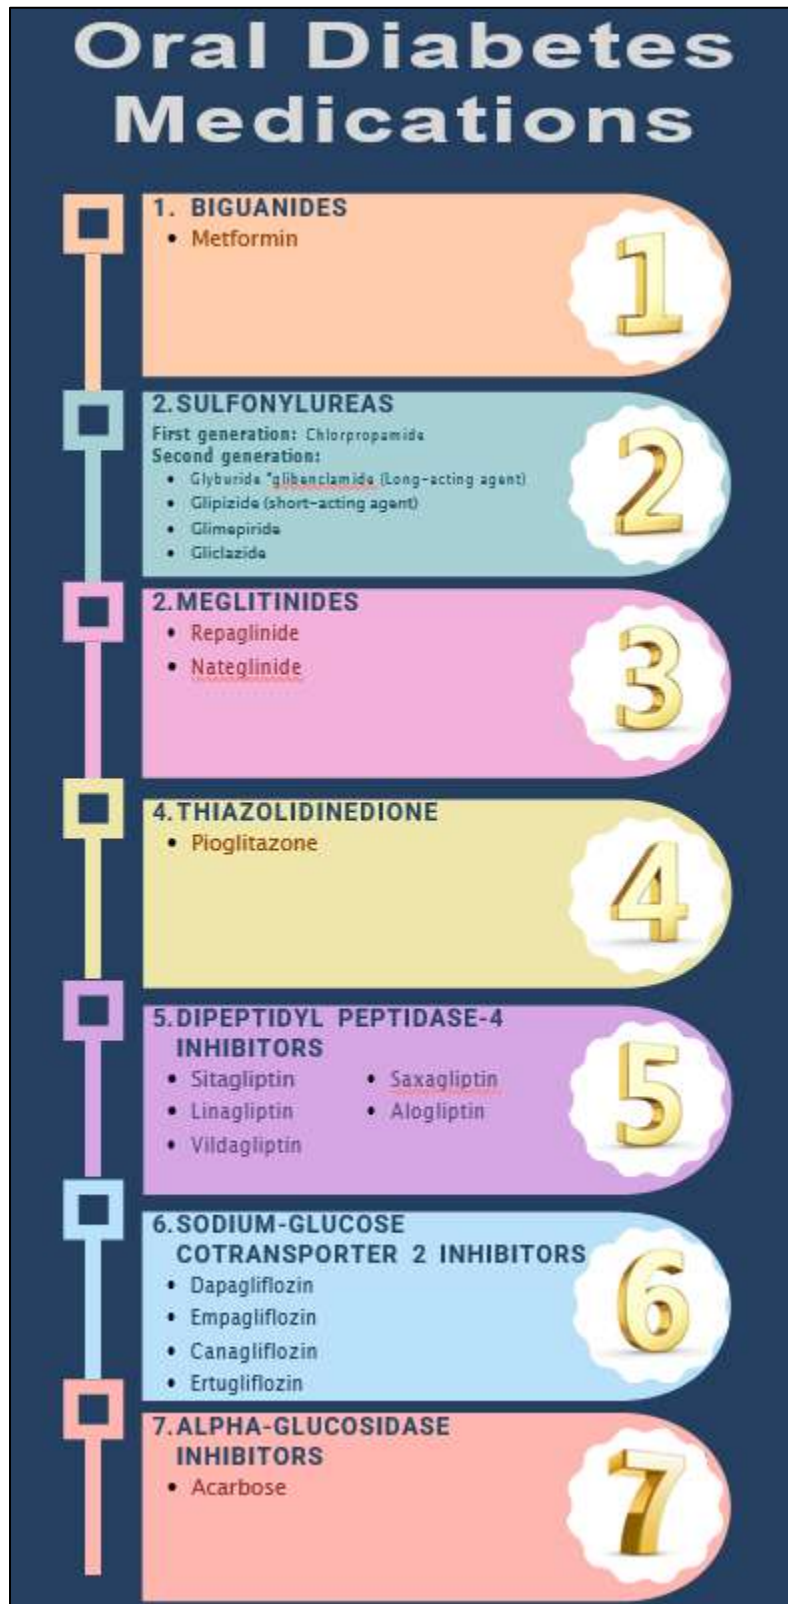 Oral Diabetes
Medications
1. BIGUANIDES
• Metformin
1
2. SULFONYLUREAS
First generation: Chlorpropamide
Second generation:
• Glyburide *glibenclamide (Long-acting agent)
• Glipizide (short-acting agent)
• Glimepiride
• Gliclazide
2
2. MEGLITINIDES
• Repaglinide
• Nateglinide
3
4. THIAZOLIDINEDIONE
• Pioglitazone
4
5. DIPEPTIDYL PEPTIDASE-4
INHIBITORS
• Sitagliptin • Saxagliptin
• Linagliptin • Alogliptin
• Vildagliptin
5
6. SODIUM-GLUCOSE
COTRANSPORTER 2 INHIBITORS
• Dapagliflozin
• Empagliflozin
• Canagliflozin
• Ertugliflozin
6
7. ALPHA-GLUCOSIDASE
INHIBITORS
• Acarbose
7